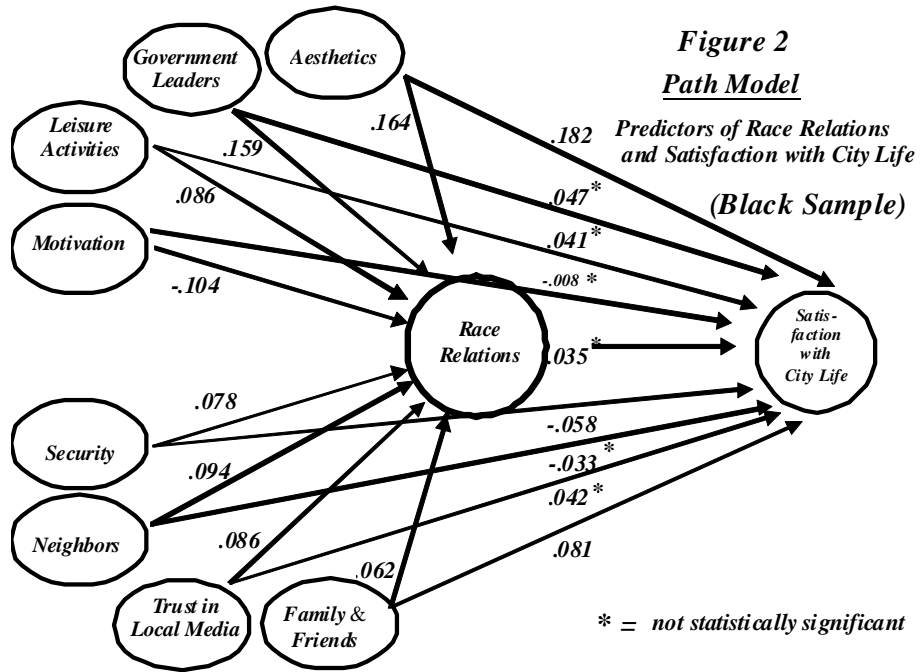 Figure 2
Path Model
Predictors of Race Relations
and Satisfaction with City Life
(Black Sample)
Government
Leaders
Aesthetics
Leisure
Activities
Motivation
.164
.182
.159
.086
.047*
.041*
-.104
-.008 *
Race
Relations
.035*
Satis-
faction
with
City Life
.078
Security
-.058
.094
-.033*
.042*
Neighbors
.086
.081
.062
Trust in
Local Media
Family &
Friends
* = not statistically significant